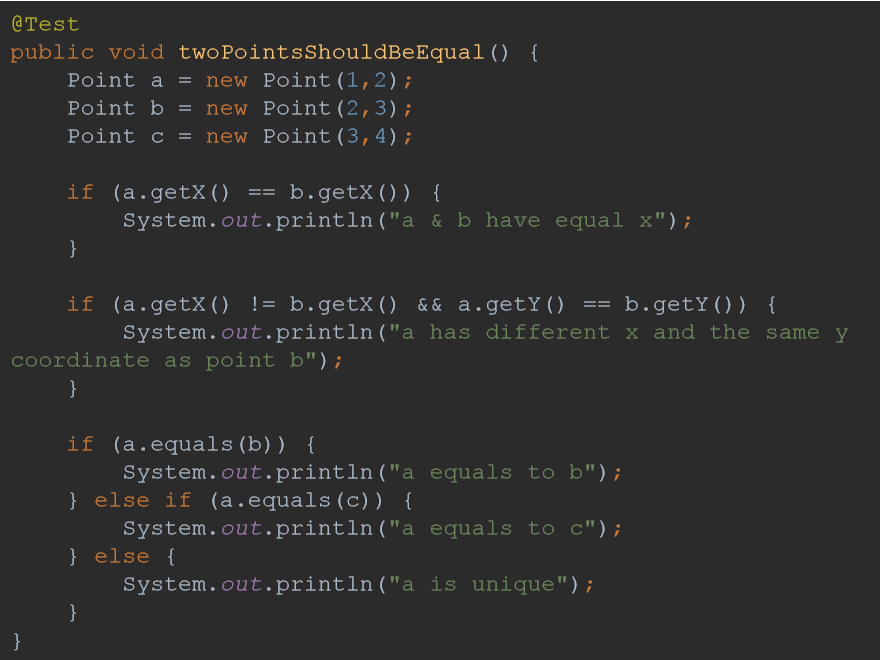 @Test
public void twoPointsShouldBeEqual() {
    Point a = new Point(1,2);
    Point b = new Point(2,3);
    Point c = new Point(3,4);

    if (a.getX() == b.getX()) {
        System.out.println("a & b have equal x");
    }

    if (a.getX() != b.getX() && a.getY() == b.getY()) {
        System.out.println("a has different x and the same y
coordinate as point b");
    }

    if (a.equals(b)) {
        System.out.println("a equals to b");
    } else if (a.equals(c)) {
        System.out.println("a equals to c");
    } else {
        System.out.println("a is unique");
    }
}